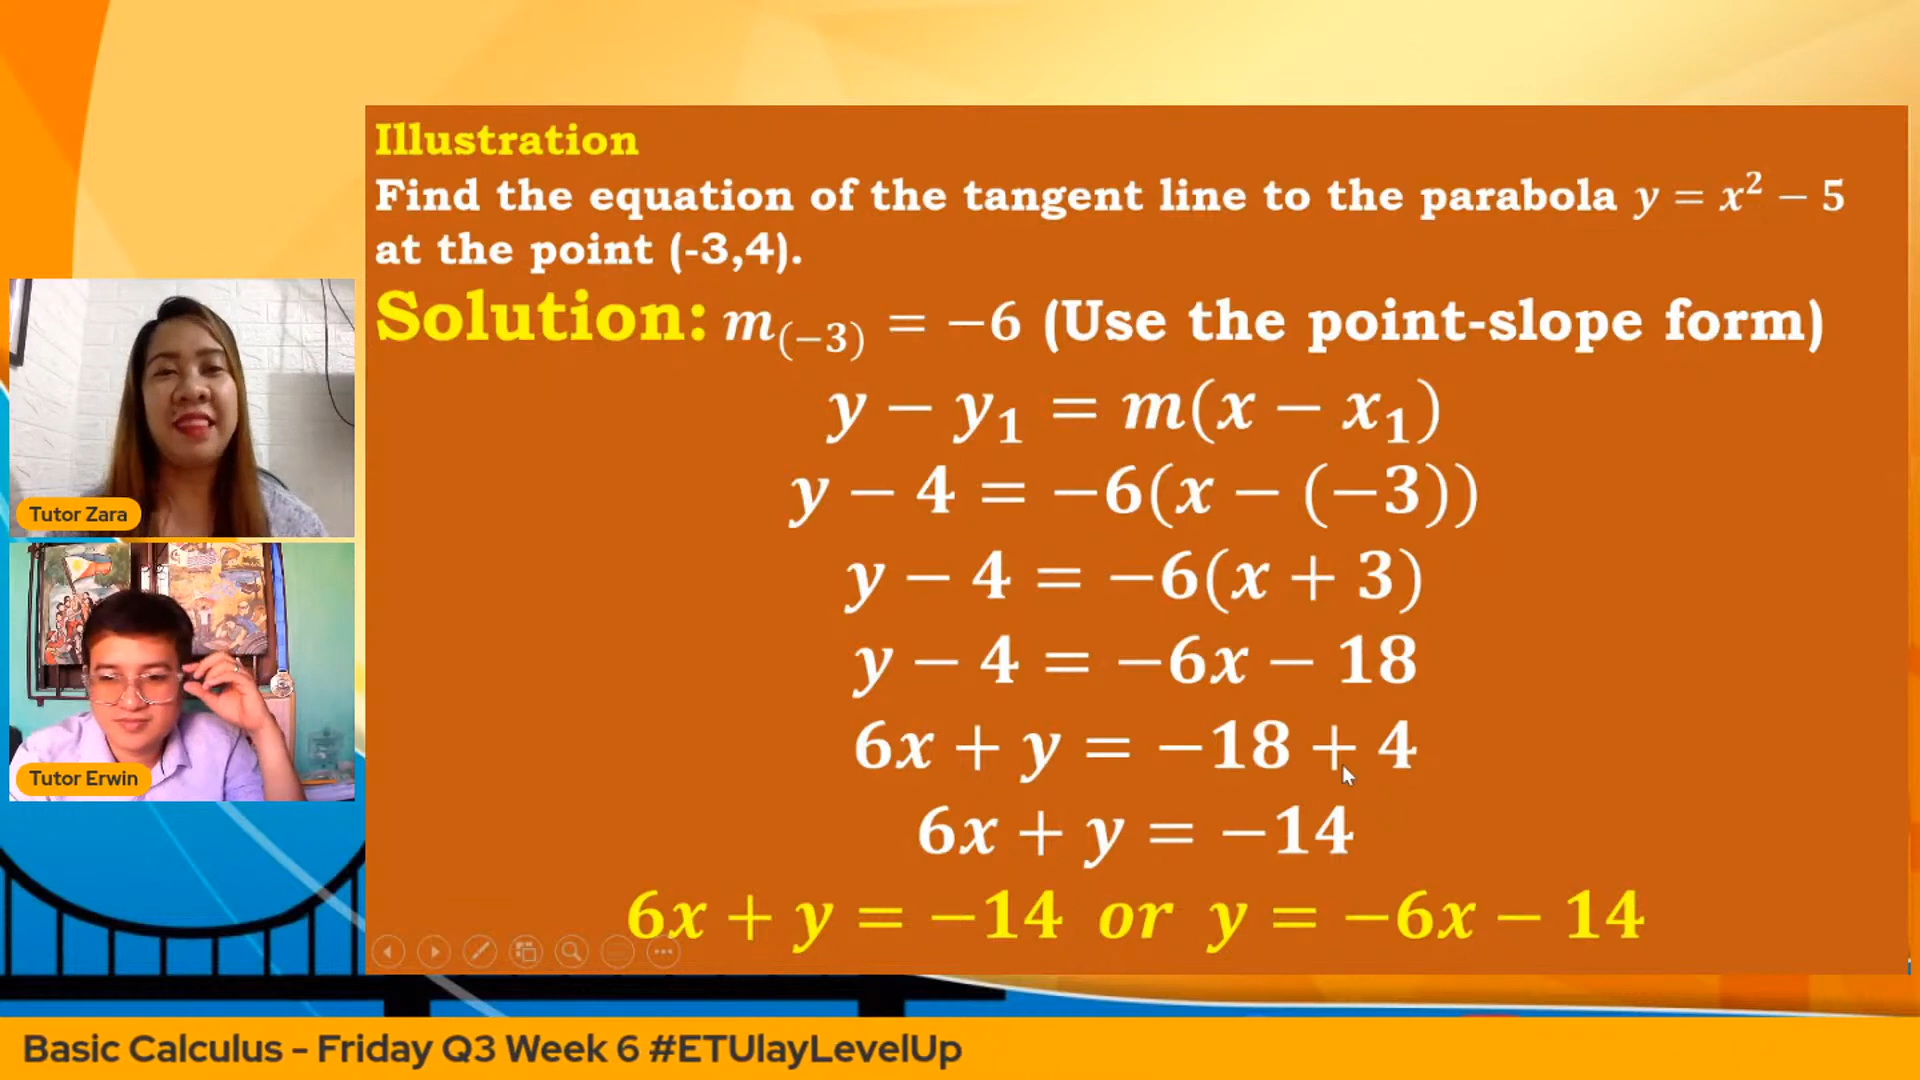 Illustration
Find the equation of the tangent line to the parabola y = x² − 5
at the point (-3,4).
Solution: m₍₋₃₎ = −6 (Use the point-slope form)
y − y₁ = m(x − x₁)
y − 4 = −6(x − (−3))
y − 4 = −6(x + 3)
y − 4 = −6x − 18
6x + y = −18 + 4
6x + y = −14
6x + y = −14 or y = −6x − 14
Tutor Zara
Tutor Erwin
Basic Calculus - Friday Q3 Week 6 #ETUlayLevelUp